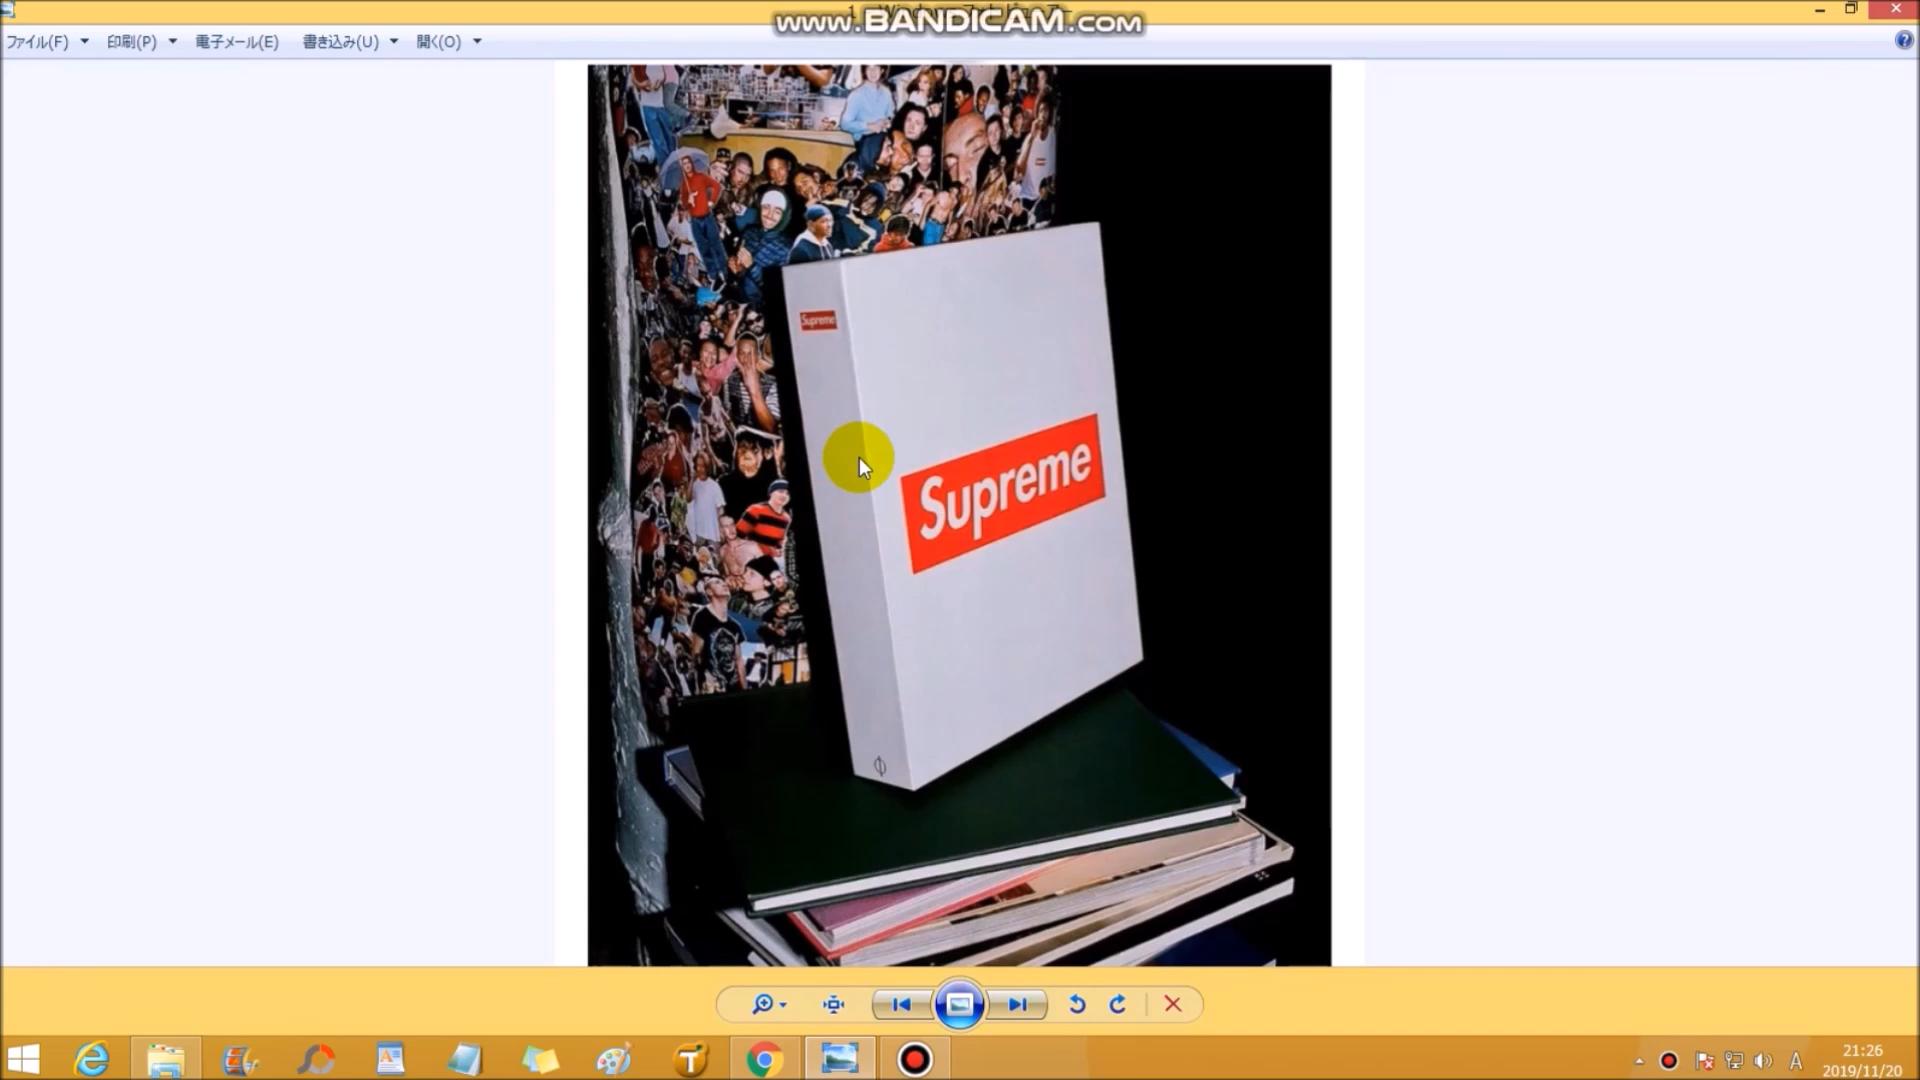 www.BANDICAM.com
ファイル(F)
印刷(P)
電子メール(E)
書き込み(U)
開く(O)
Supreme
Supreme
A
21:26
2019/11/20